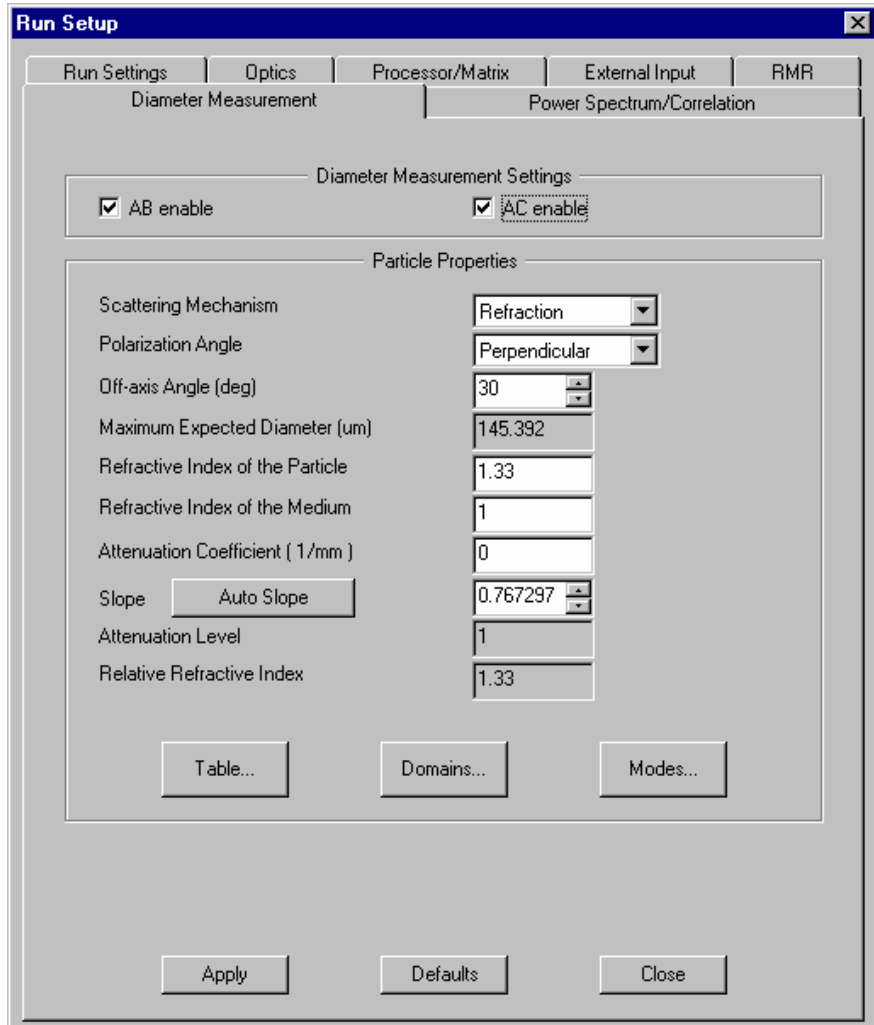 Run Setup
Run Settings Optics Processor/Matrix External Input RMR
Diameter Measurement Power Spectrum/Correlation
Diameter Measurement Settings
AB enable AC enable
Particle Properties
Scattering Mechanism Refraction
Polarization Angle Perpendicular
Off-axis Angle (deg) 30
Maximum Expected Diameter (um) 145.392
Refractive Index of the Particle 1.33
Refractive Index of the Medium 1
Attenuation Coefficient ( 1/mm ) 0
Slope Auto Slope 0.767297
Attenuation Level 1
Relative Refractive Index 1.33
Table... Domains... Modes...
Apply Defaults Close